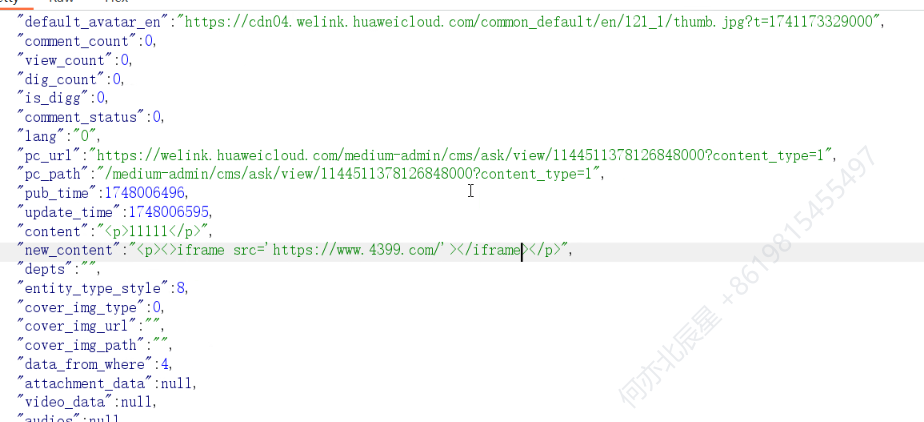 "default_avatar_en":"https://cdn04.welink.huaweicloud.com/common_default/en/121_1/thumb.jpg?t=1741173329000",
"comment_count":0,
"view_count":0,
"dig_count":0,
"is_digg":0,
"comment_status":0,
"lang":"0",
"pc_url":"https://welink.huaweicloud.com/medium-admin/cms/ask/view/1144511378126848000?content_type=1",
"pc_path":"/medium-admin/cms/ask/view/1144511378126848000?content_type=1",
"pub_time":1748006496,
"update_time":1748006595,
"content":"<p>11111</p>",
"new_content":"<p><>iframe src='https://www.4399.com/'></iframe></p>",
"depts":"",
"entity_type_style":8,
"cover_img_type":0,
"cover_img_url":"",
"cover_img_path":"",
"data_from_where":4,
"attachment_data":null,
"video_data":null,
"audios":null,
何亦北辰星 +8619815455497